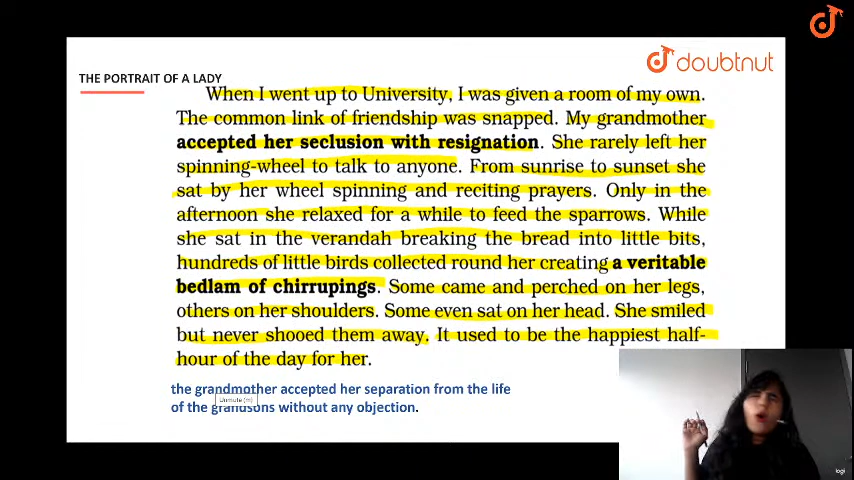 doubtnut
THE PORTRAIT OF A LADY
When I went up to University, I was given a room of my own.
The common link of friendship was snapped. My grandmother
accepted her seclusion with resignation. She rarely left her
spinning-wheel to talk to anyone. From sunrise to sunset she
sat by her wheel spinning and reciting prayers. Only in the
afternoon she relaxed for a while to feed the sparrows. While
she sat in the verandah breaking the bread into little bits,
hundreds of little birds collected round her creating a veritable
bedlam of chirrupings. Some came and perched on her legs,
others on her shoulders. Some even sat on her head. She smiled
but never shooed them away. It used to be the happiest half-
hour of the day for her.
the grandmother accepted her separation from the life
Unmute (m)
of the grandsons without any objection.
logi